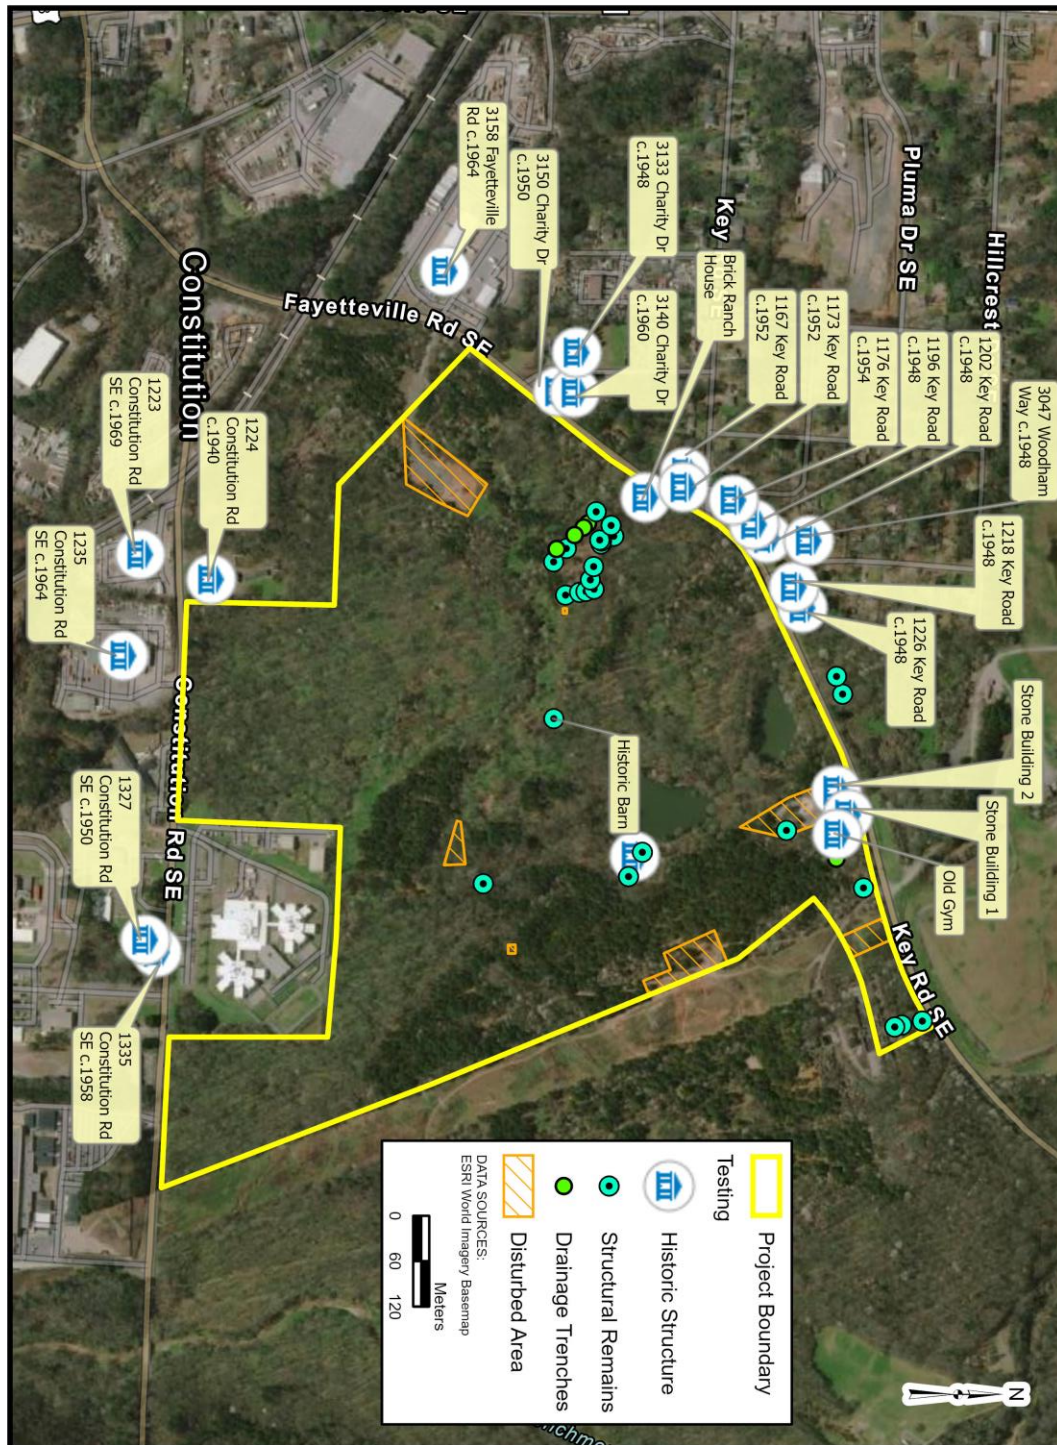 Hillcrest
Pluma Dr SE
Key
3047 Woodham
Way c.1948
1202 Key Road
c.1948
1196 Key Road
c.1948
1176 Key Road
c.1954
1173 Key Road
c.1952
1167 Key Road
c.1952
Brick Ranch
House
3133 Charity Dr
c.1948
3140 Charity Dr
c.1960
3150 Charity Dr
c.1950
3158 Fayetteville
Rd c.1964
Fayetteville Rd SE
1218 Key Road
c.1948
1226 Key Road
c.1948
Stone Building 2
Stone Building 1
Old Gym
Key Rd SE
Historic Barn
Constitution
1224
Constitution Rd
c.1940
1223
Constitution Rd
SE c.1969
1235
Constitution Rd
SE c.1964
Constitution Rd SE
1327
Constitution Rd
SE c.1950
1335
Constitution Rd
SE c.1958
N
Project Boundary
Testing
Historic Structure
Structural Remains
Drainage Trenches
Disturbed Area
Meters
0 60 120
DATA SOURCES:
ESRI World Imagery Basemap